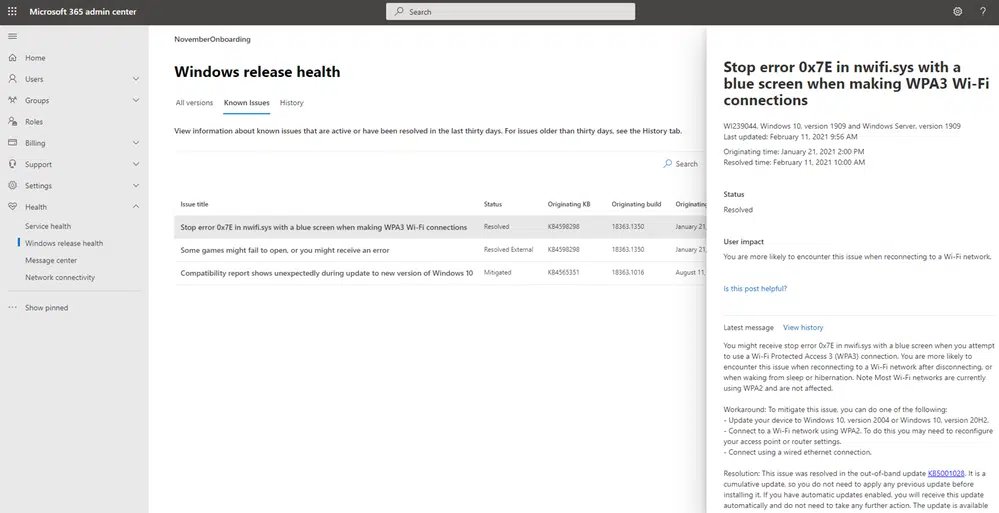 Microsoft 365 admin center
Search
?
NovemberOnboarding
Windows release health
All versions Known Issues History
View information about known issues that are active or have been resolved in the last thirty days. For issues older than thirty days, see the History tab.
Search
Issue title Status Originating KB Originating build Originating
Stop error 0x7E in nwifi.sys with a blue screen when making WPA3 Wi-Fi connections Resolved KB4598298 18363.1350 January 21,
Some games might fail to open, or you might receive an error Resolved External KB4598298 18363.1350 January 21,
Compatibility report shows unexpectedly during update to new version of Windows 10 Mitigated KB4565351 18363.1016 August 11,
Home
Users
Groups
Roles
Billing
Support
Settings
Health
Service health
Windows release health
Message center
Network connectivity
Show pinned
Stop error 0x7E in nwifi.sys with a
blue screen when making WPA3 Wi-Fi
connections
WI239044, Windows 10, version 1909 and Windows Server, version 1909
Last updated: February 11, 2021 9:56 AM
Originating time: January 21, 2021 2:00 PM
Resolved time: February 11, 2021 10:00 AM
Status
Resolved
User impact
You are more likely to encounter this issue when reconnecting to a Wi-Fi network.
Is this post helpful?
Latest message View history
You might receive stop error 0x7E in nwifi.sys with a blue screen when you attempt
to use a Wi-Fi Protected Access 3 (WPA3) connection. You are more likely to
encounter this issue when reconnecting to a Wi-Fi network after disconnecting, or
when waking from sleep or hibernation. Note Most Wi-Fi networks are currently
using WPA2 and are not affected.
Workaround: To mitigate this issue, you can do one of the following:
- Update your device to Windows 10, version 2004 or Windows 10, version 20H2.
- Connect to a Wi-Fi network using WPA2. To do this you may need to reconfigure
your access point or router settings.
- Connect using a wired ethernet connection.
Resolution: This issue was resolved in the out-of-band update KB5001028. It is a
cumulative update, so you do not need to apply any previous update before
installing it. If you have automatic updates enabled, you will receive this update
automatically and do not need to take any further action. The update is available